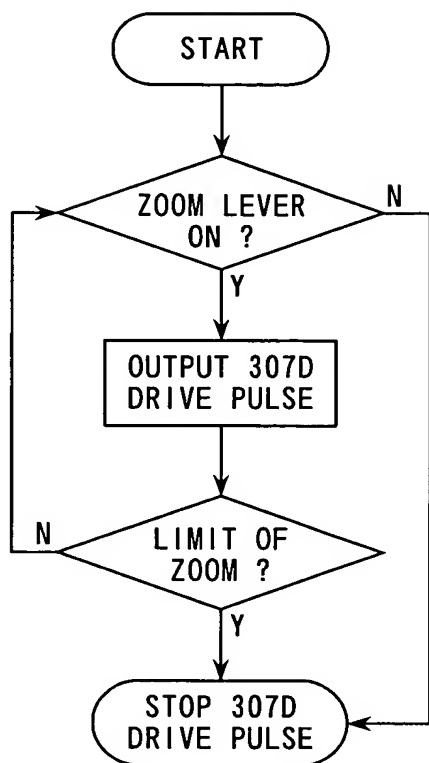 START
ZOOM LEVER
ON ?
N
Y
OUTPUT 307D
DRIVE PULSE
N
LIMIT OF
ZOOM ?
Y
STOP 307D
DRIVE PULSE